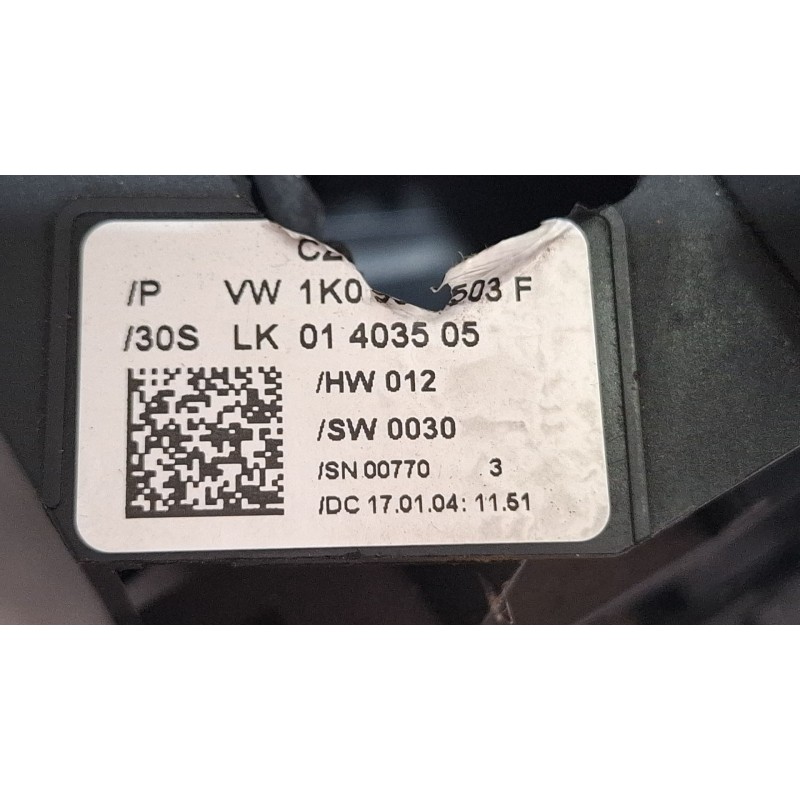 /P VW 1K0 503 F
/30S LK 01 4035 05
/HW 012
/SW 0030
/SN 00770 3
/DC 17.01.04: 11.51